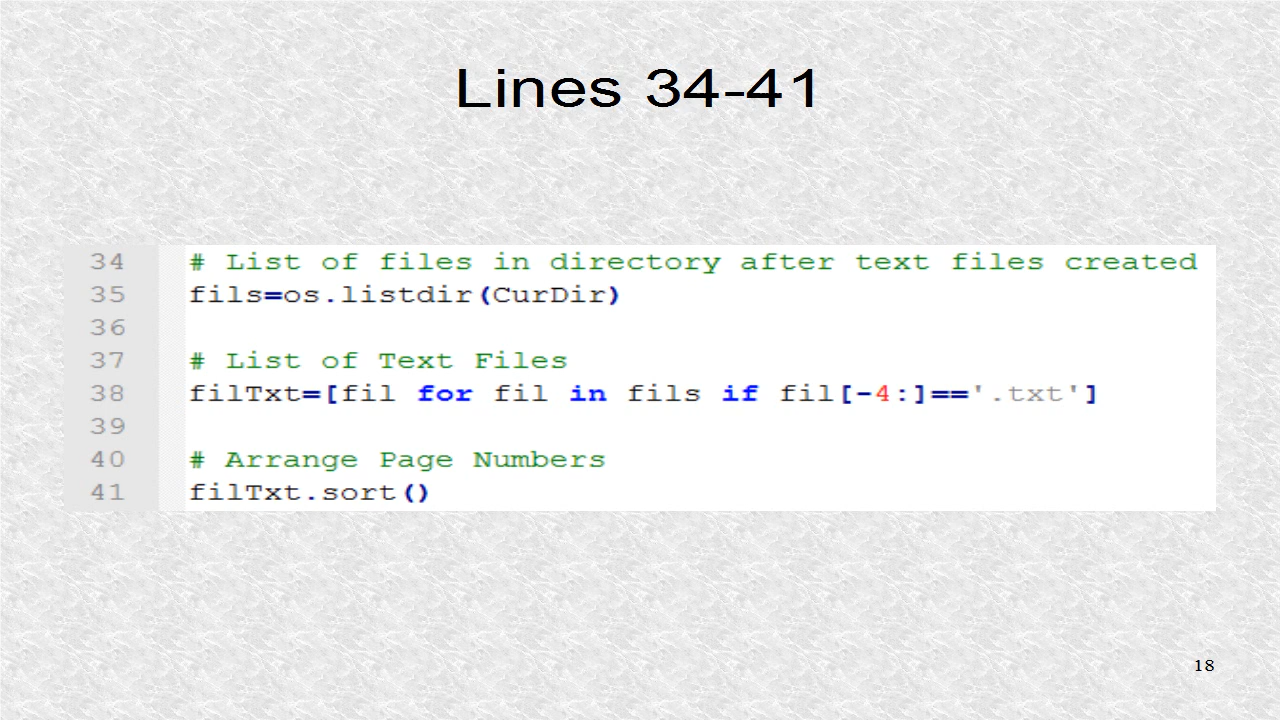 Lines 34-41
34 # List of files in directory after text files created
35 fils=os.listdir(CurDir)
36
37 # List of Text Files
38 filTxt=[fil for fil in fils if fil[-4:]=='.txt']
39
40 # Arrange Page Numbers
41 filTxt.sort()
18